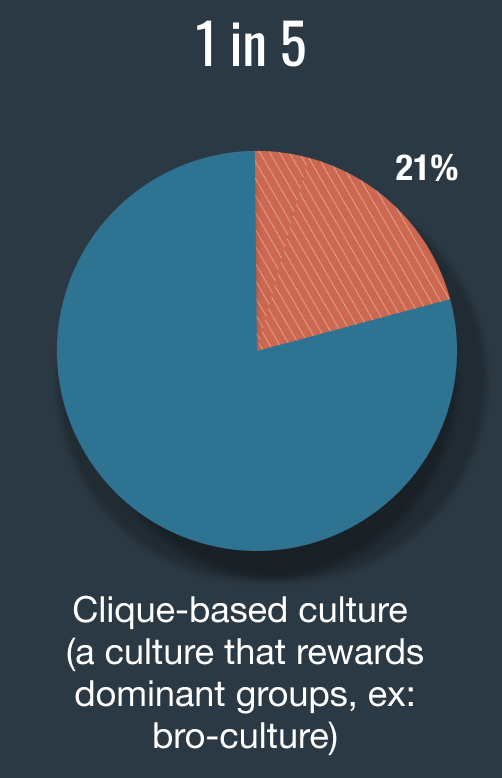 1 in 5
21%
Clique-based culture
(a culture that rewards
dominant groups, ex:
bro-culture)